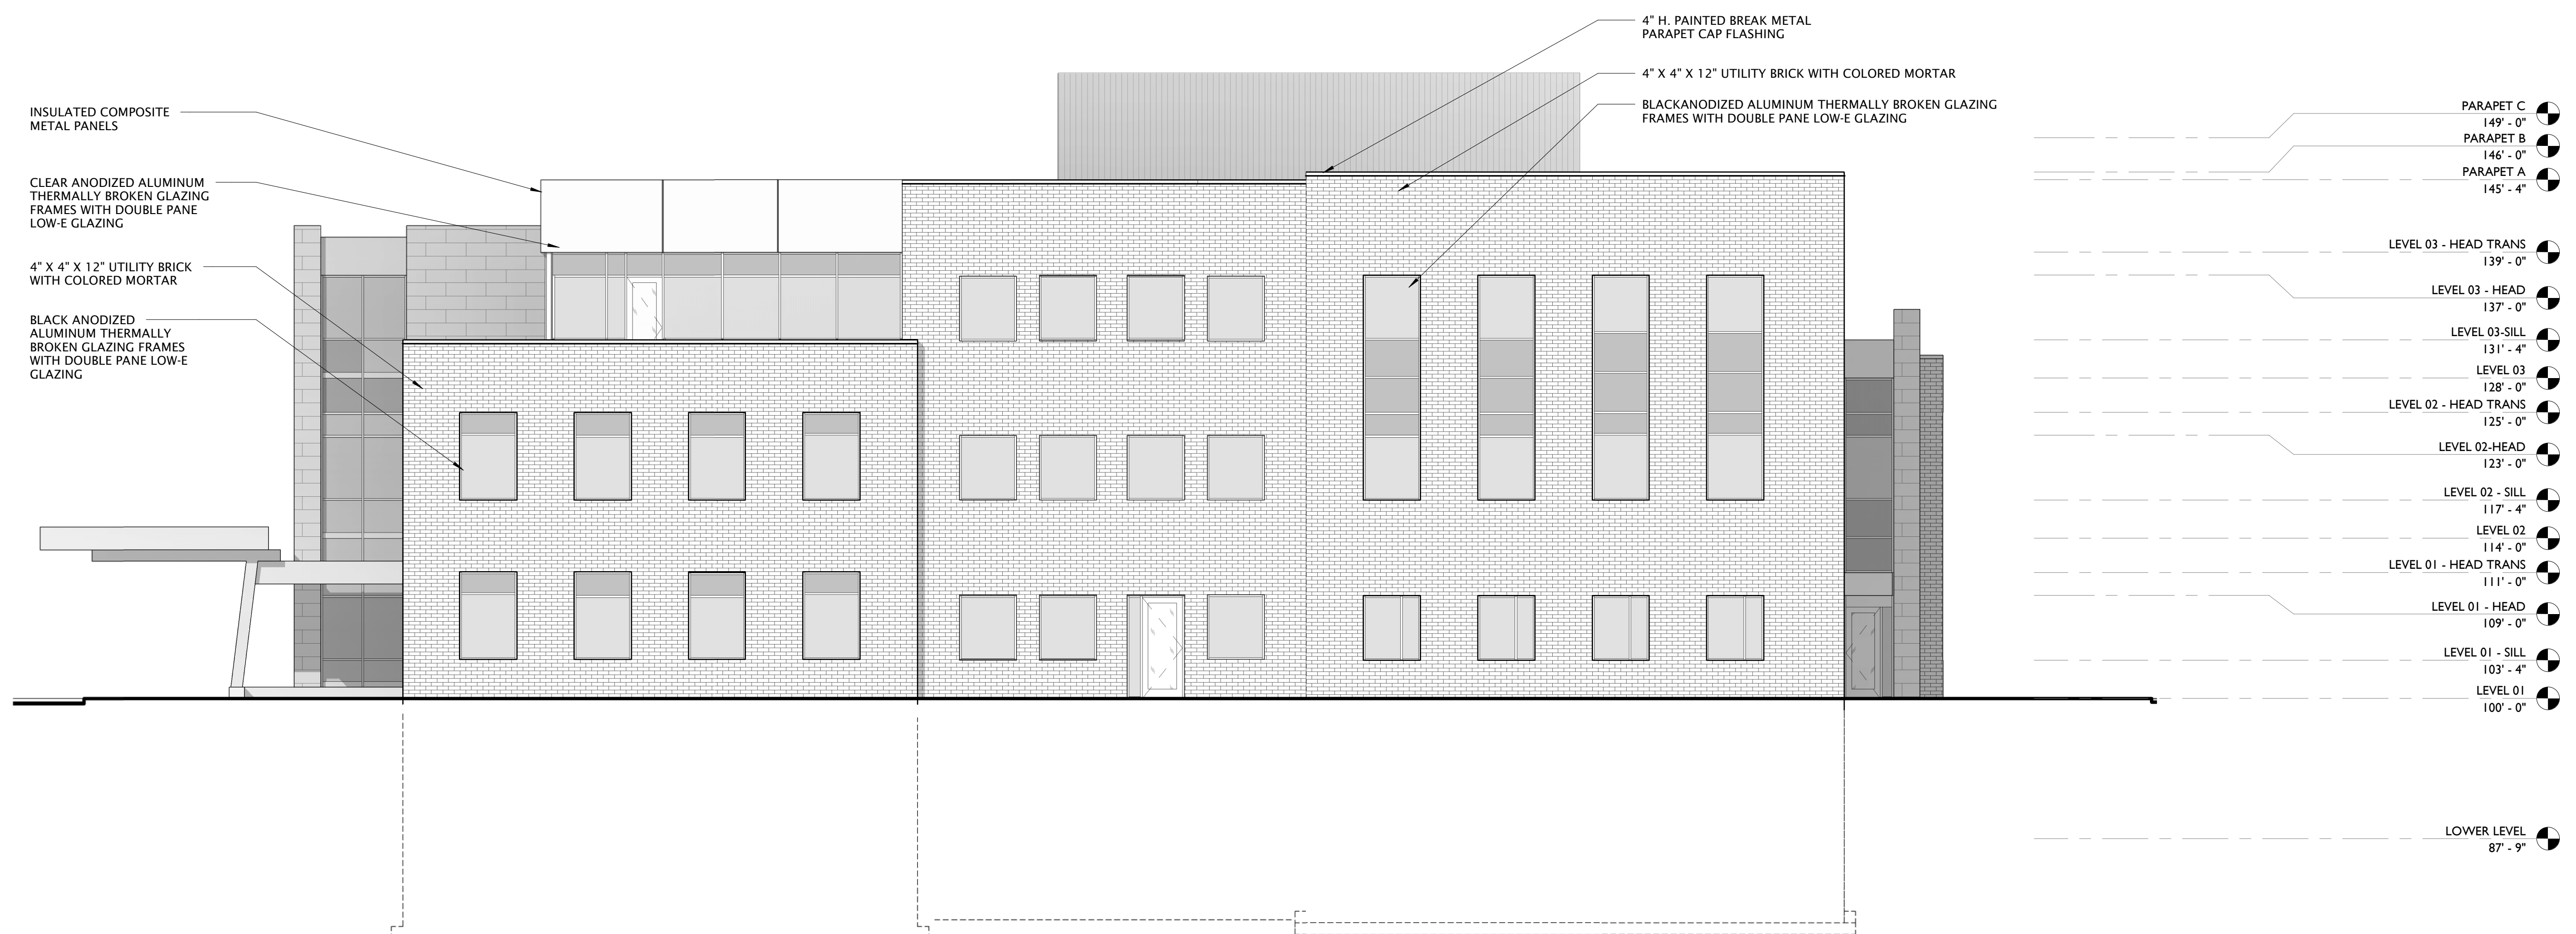 4" H. PAINTED BREAK METAL
PARAPET CAP FLASHING
4" X 4" X 12" UTILITY BRICK WITH COLORED MORTAR
BLACKANODIZED ALUMINUM THERMALLY BROKEN GLAZING
FRAMES WITH DOUBLE PANE LOW-E GLAZING
INSULATED COMPOSITE
METAL PANELS
CLEAR ANODIZED ALUMINUM
THERMALLY BROKEN GLAZING
FRAMES WITH DOUBLE PANE
LOW-E GLAZING
4" X 4" X 12" UTILITY BRICK
WITH COLORED MORTAR
BLACK ANODIZED
ALUMINUM THERMALLY
BROKEN GLAZING FRAMES
WITH DOUBLE PANE LOW-E
GLAZING
PARAPET C
149' - 0"
PARAPET B
146' - 0"
PARAPET A
145' - 4"
LEVEL 03 - HEAD TRANS
139' - 0"
LEVEL 03 - HEAD
137' - 0"
LEVEL 03-SILL
131' - 4"
LEVEL 03
128' - 0"
LEVEL 02 - HEAD TRANS
125' - 0"
LEVEL 02-HEAD
123' - 0"
LEVEL 02 - SILL
117' - 4"
LEVEL 02
114' - 0"
LEVEL 01 - HEAD TRANS
111' - 0"
LEVEL 01 - HEAD
109' - 0"
LEVEL 01 - SILL
103' - 4"
LEVEL 01
100' - 0"
LOWER LEVEL
87' - 9"